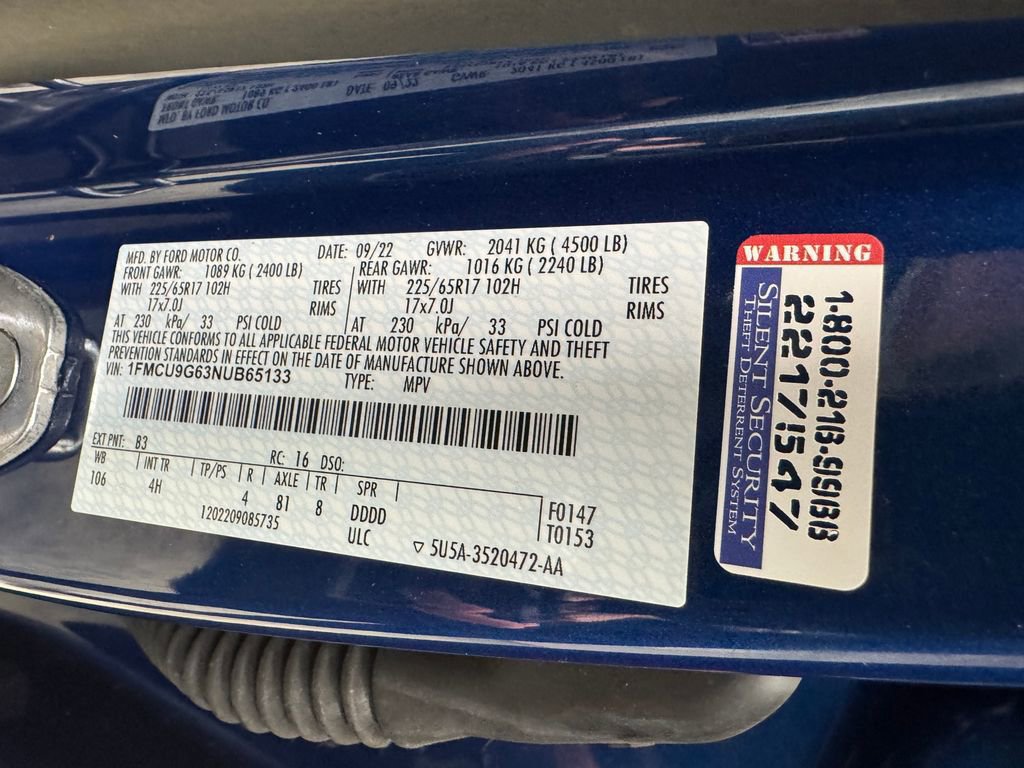 MFD. BY FORD MOTOR CO. DATE: 09/22 GVWR: 2041 KG ( 4500 LB)
FRONT GAWR: 1089 KG ( 2400 LB) REAR GAWR: 1016 KG ( 2240 LB)
WITH 225/65R17 102H TIRES WITH 225/65R17 102H TIRES
17x7.0J RIMS 17x7.0J RIMS
AT 230 kPa/ 33 PSI COLD AT 230 kPa/ 33 PSI COLD
THIS VEHICLE CONFORMS TO ALL APPLICABLE FEDERAL MOTOR VEHICLE SAFETY AND THEFT
PREVENTION STANDARDS IN EFFECT ON THE DATE OF MANUFACTURE SHOWN ABOVE.
VIN: 1FMCU9G63NUB65133 TYPE: MPV
EXT PNT: B3 RC: 16 DSO:
WB INT TR TP/PS R AXLE TR SPR
106 4H 4 81 8 DDDD F0147
1202209085735 ULC T0153
5U5A-3520472-AA
WARNING
SILENT SECURITY
THEFT DETERRENT SYSTEM
22171547